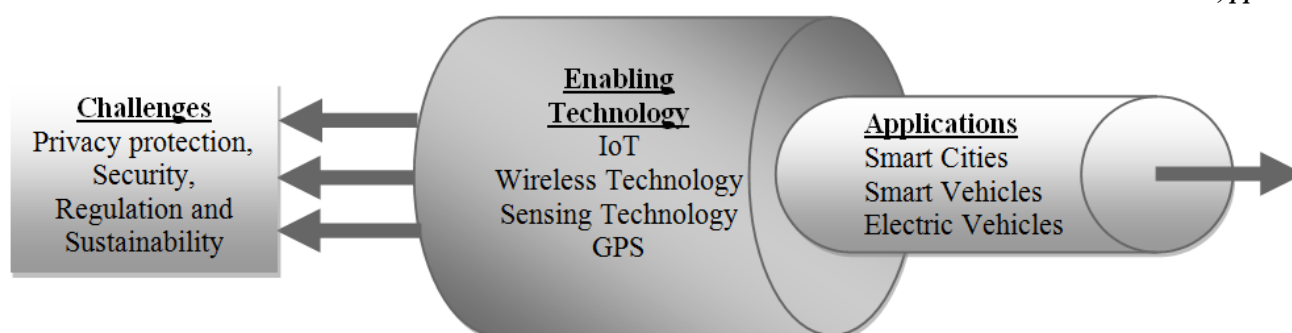 Challenges
Privacy protection,
Security,
Regulation and
Sustainability
Enabling
Technology
IoT
Wireless Technology
Sensing Technology
GPS
Applications
Smart Cities
Smart Vehicles
Electric Vehicles